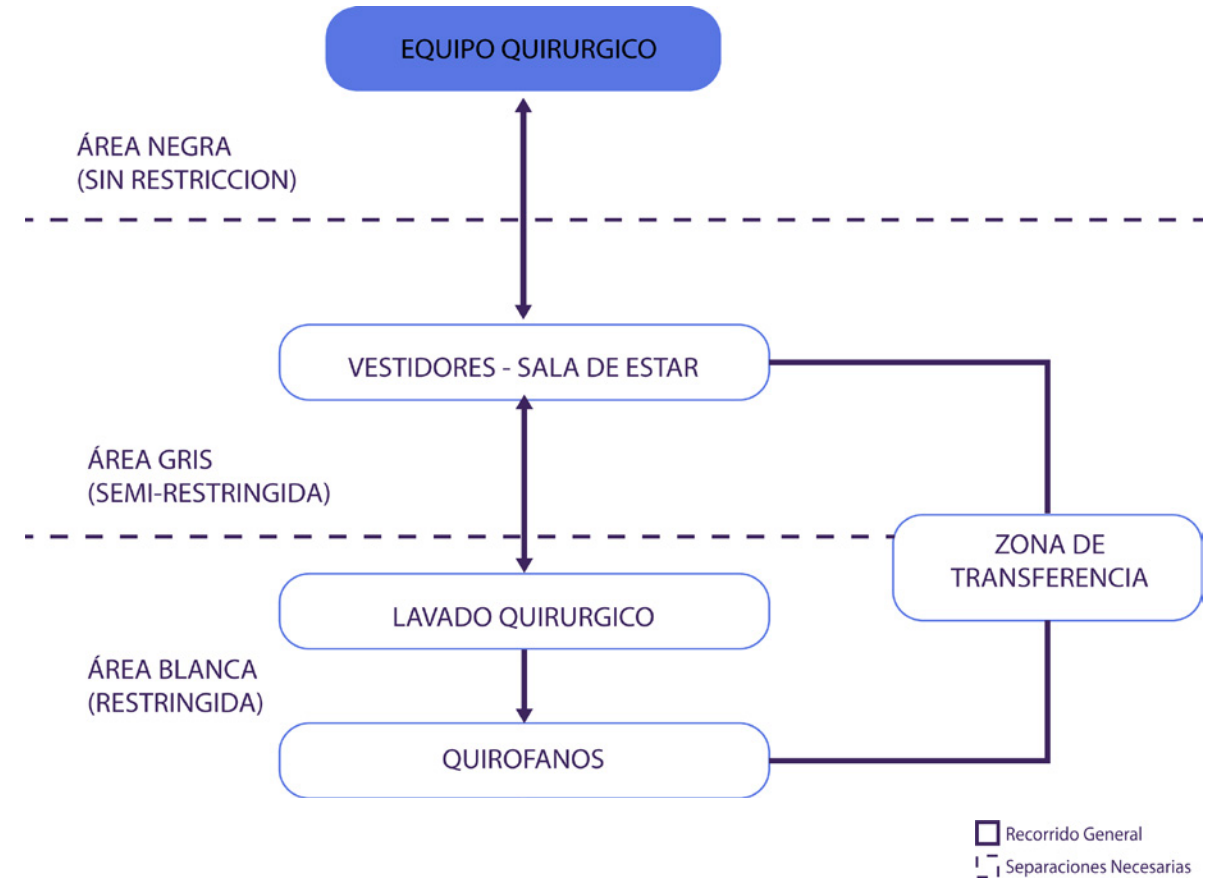 EQUIPO QUIRURGICO
ÁREA NEGRA
(SIN RESTRICCION)
VESTIDORES - SALA DE ESTAR
ÁREA GRIS
(SEMI-RESTRINGIDA)
ZONA DE
TRANSFERENCIA
LAVADO QUIRURGICO
ÁREA BLANCA
(RESTRINGIDA)
QUIROFANOS
Recorrido General
Separaciones Necesarias